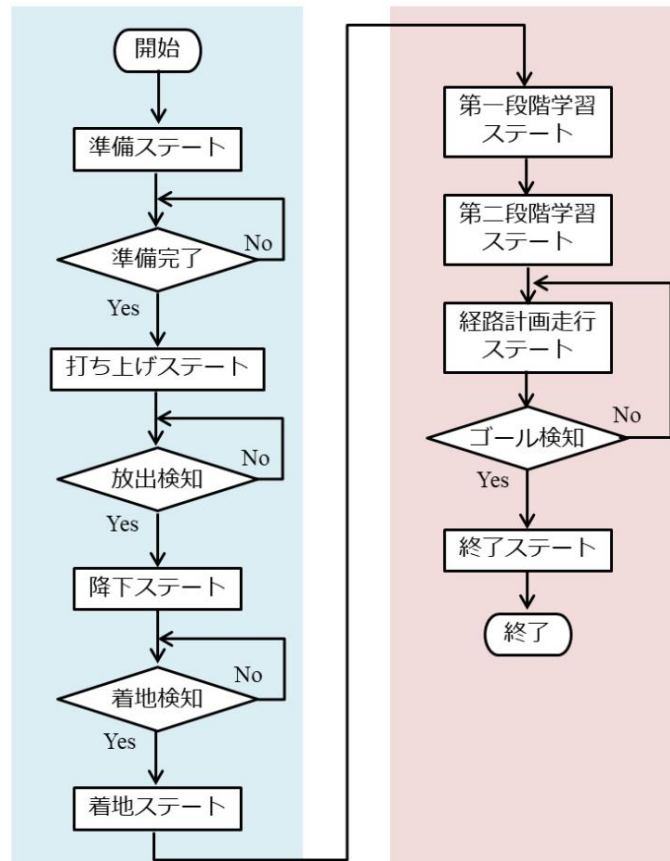 開始
準備ステート
準備完了
No
Yes
打ち上げステート
放出検知
No
Yes
降下ステート
着地検知
No
Yes
着地ステート
第一段階学習
ステート
第二段階学習
ステート
経路計画走行
ステート
ゴール検知
No
Yes
終了ステート
終了